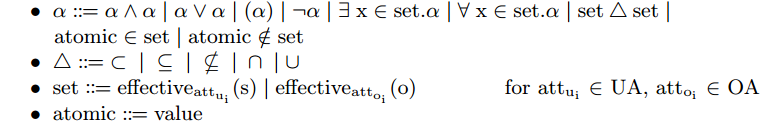 • α ::= α ∧ α | α ∨ α | (α) | ¬α | ∃ x ∈ set.α | ∀ x ∈ set.α | set △ set |
atomic ∈ set | atomic ∉ set
• △ ::= ⊂ | ⊆ | ⊈ | ∩ | ∪
• set ::= effective_{att_{u_i}}(s) | effective_{att_{o_i}}(o) for att_{u_i} ∈ UA, att_{o_i} ∈ OA
• atomic ::= value